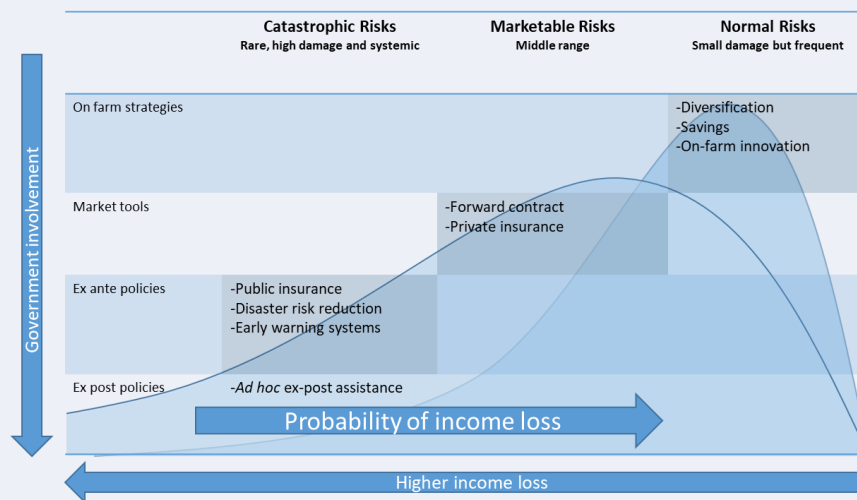 Catastrophic Risks
Rare, high damage and systemic
Marketable Risks
Middle range
Normal Risks
Small damage but frequent
Government involvement
On farm strategies
-Diversification
-Savings
-On-farm innovation
Market tools
-Forward contract
-Private insurance
Ex ante policies
-Public insurance
-Disaster risk reduction
-Early warning systems
Ex post policies
-Ad hoc ex-post assistance
Probability of income loss
Higher income loss